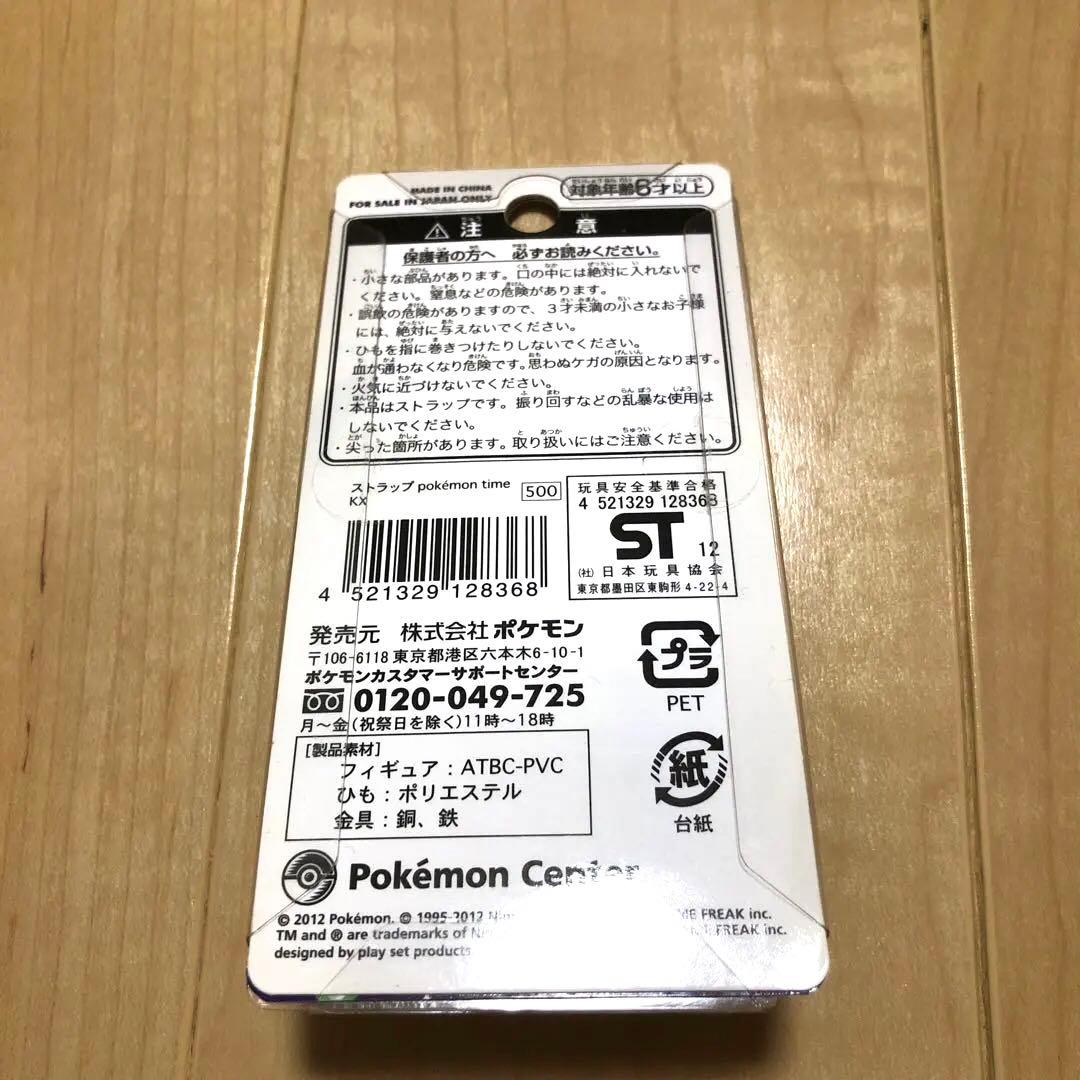 MADE IN CHINA
FOR SALE IN JAPAN ONLY
対象年齢6才以上
⚠ 注意
保護者の方へ 必ずお読みください。
・小さな部品があります。口の中には絶対に入れないで
ください。窒息などの危険があります。
・誤飲の危険がありますので、3才未満の小さなお子様
には、絶対に与えないでください。
・ひもを指に巻きつけたりしないでください。
血が通わなくなり危険です。思わぬケガの原因となります。
・火気に近づけないでください。
・本品はストラップです。振り回すなどの乱暴な使用は
しないでください。
・尖った箇所があります。取り扱いにはご注意ください。
ストラップ pokémon time
KX
500
4 521329 128368
玩具安全基準合格
4 521329 128368
ST 12
(社)日本玩具協会
東京都墨田区東駒形4-22-4
発売元 株式会社ポケモン
〒106-6118 東京都港区六本木6-10-1
ポケモンカスタマーサポートセンター
0120-049-725
月～金(祝祭日を除く)11時～18時
[製品素材]
フィギュア:ATBC-PVC
ひも:ポリエステル
金具:銅、鉄
プラ
PET
紙
台紙
Pokémon Center
© 2012 Pokémon. © 1995-2012 FREAK inc.
TM and ® are trademarks of FREAK inc.
designed by play set products